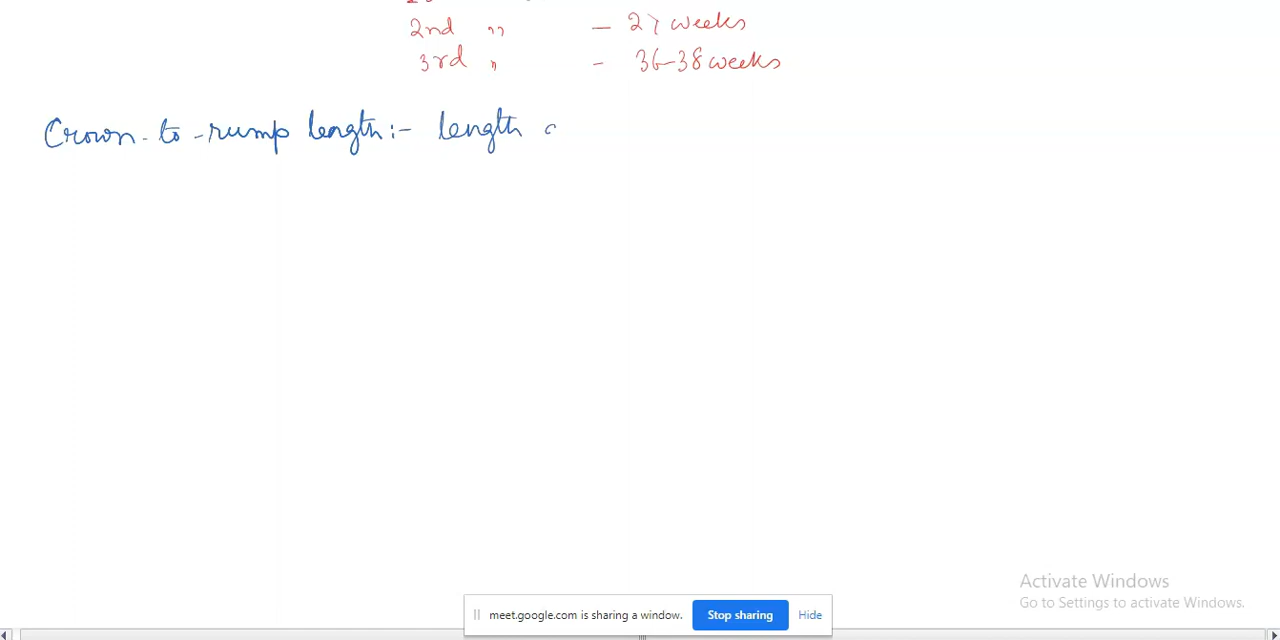 2nd " — 27 weeks
3rd " - 36-38 weeks
Crown-to-rump length:- length
Activate Windows
Go to Settings to activate Windows.
meet.google.com is sharing a window. Stop sharing Hide